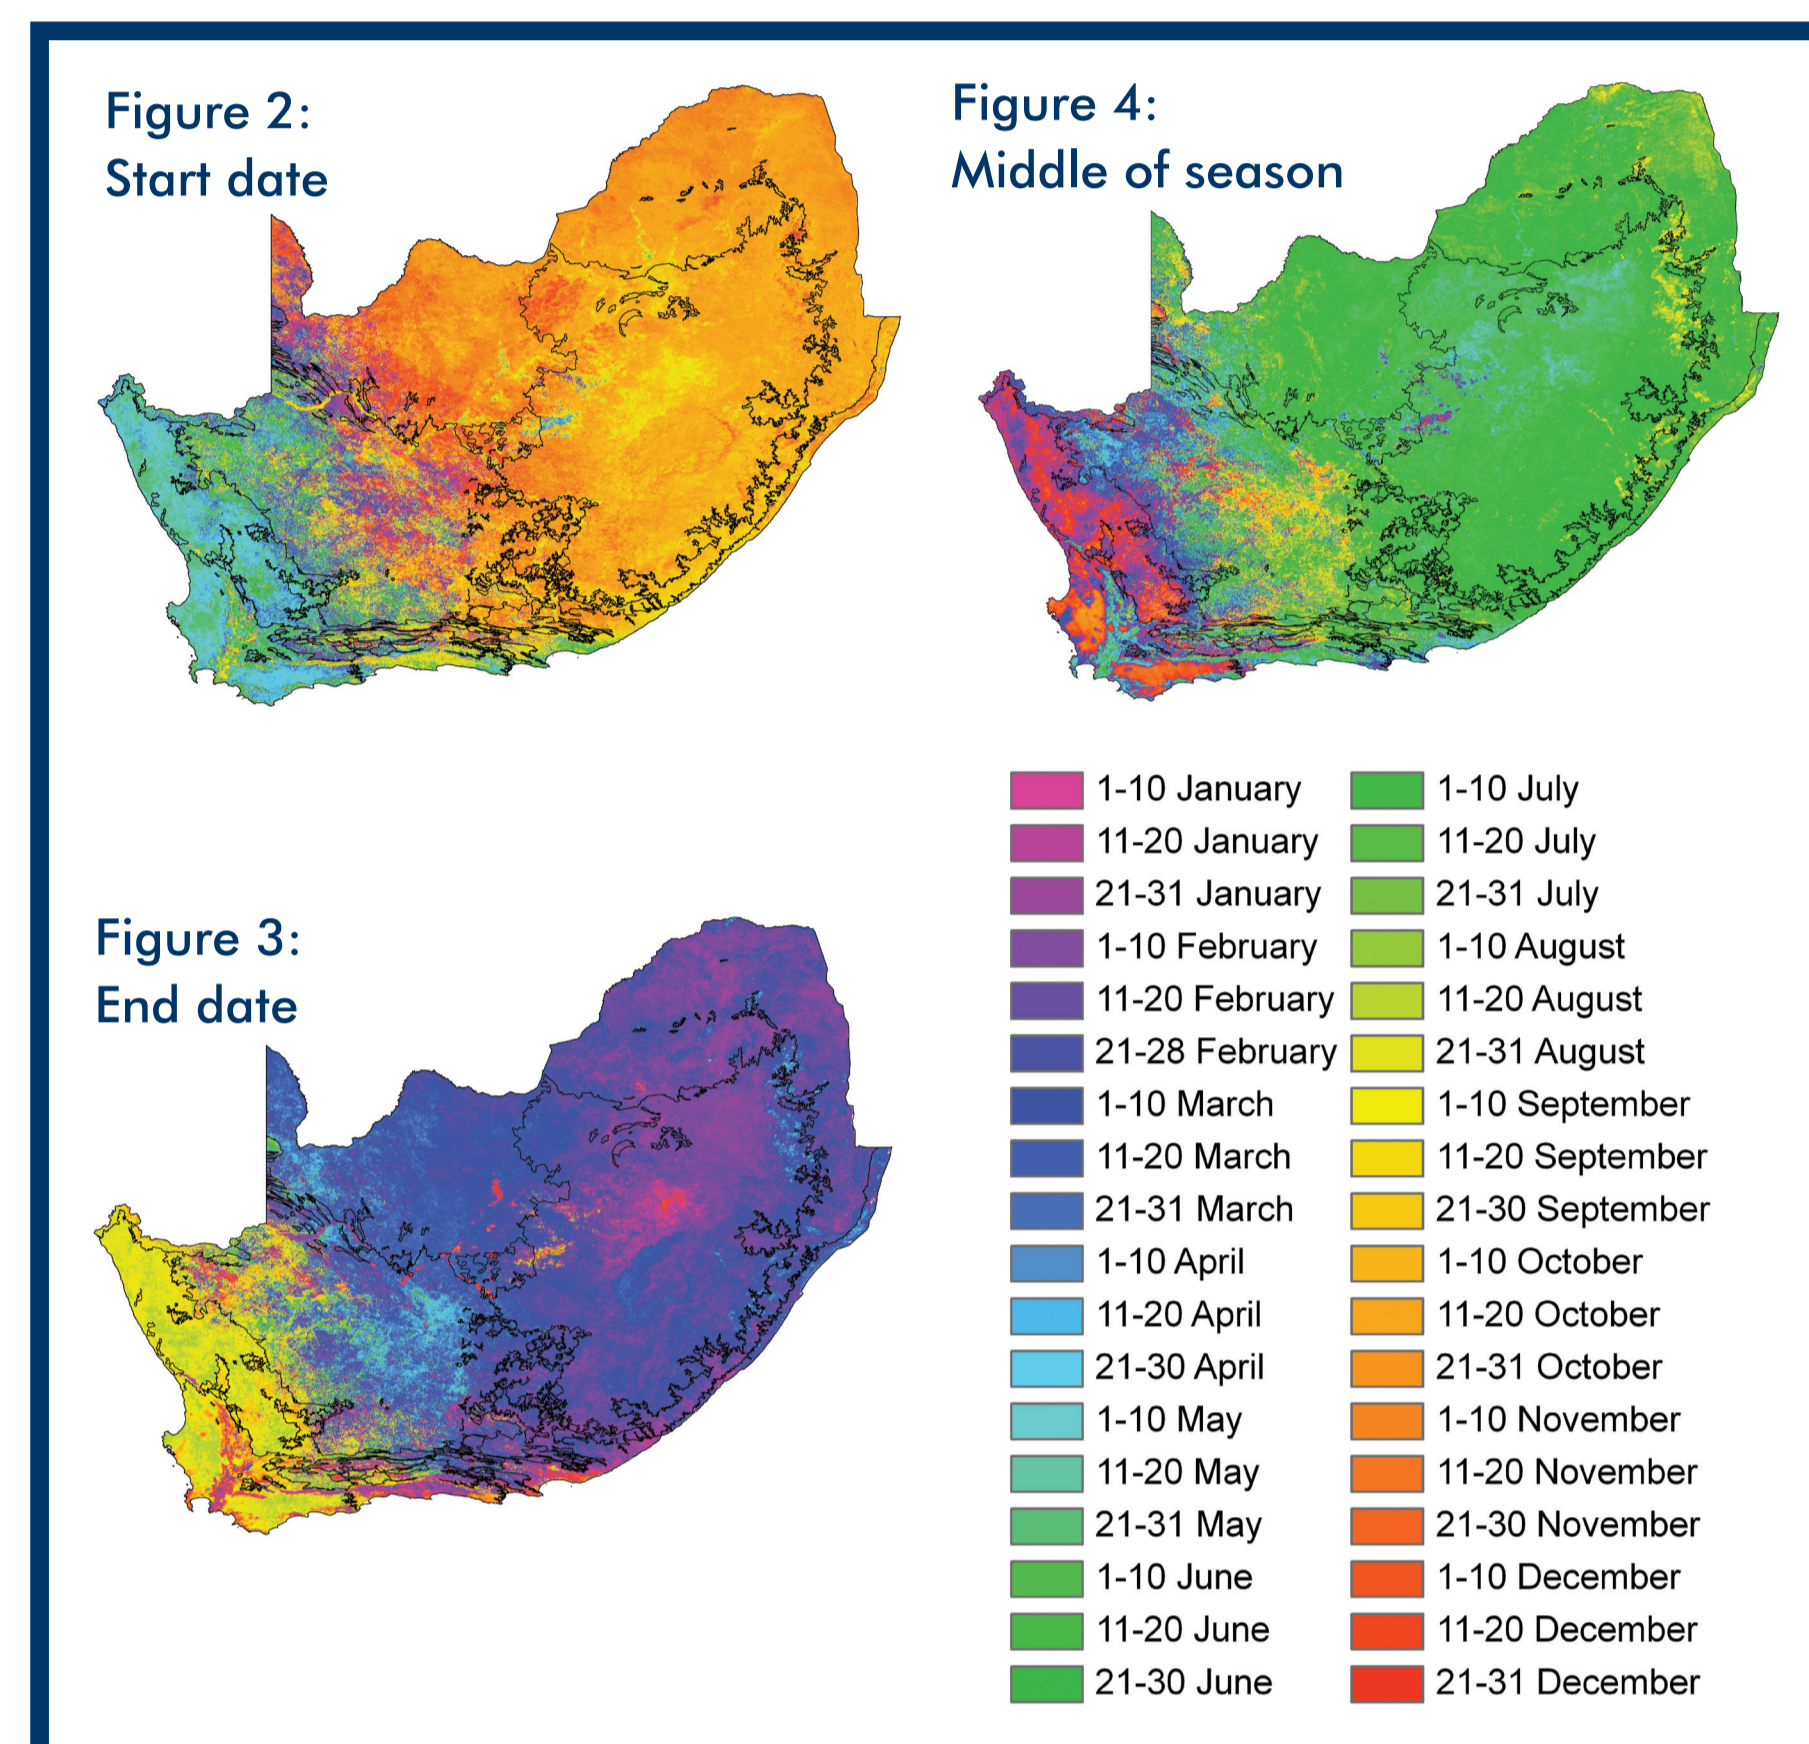 Figure 2:
Start date
Figure 4:
Middle of season
Figure 3:
End date
1-10 January
11-20 January
21-31 January
1-10 February
11-20 February
21-28 February
1-10 March
11-20 March
21-31 March
1-10 April
11-20 April
21-30 April
1-10 May
11-20 May
21-31 May
1-10 June
11-20 June
21-30 June
1-10 July
11-20 July
21-31 July
1-10 August
11-20 August
21-31 August
1-10 September
11-20 September
21-30 September
1-10 October
11-20 October
21-31 October
1-10 November
11-20 November
21-30 November
1-10 December
11-20 December
21-31 December